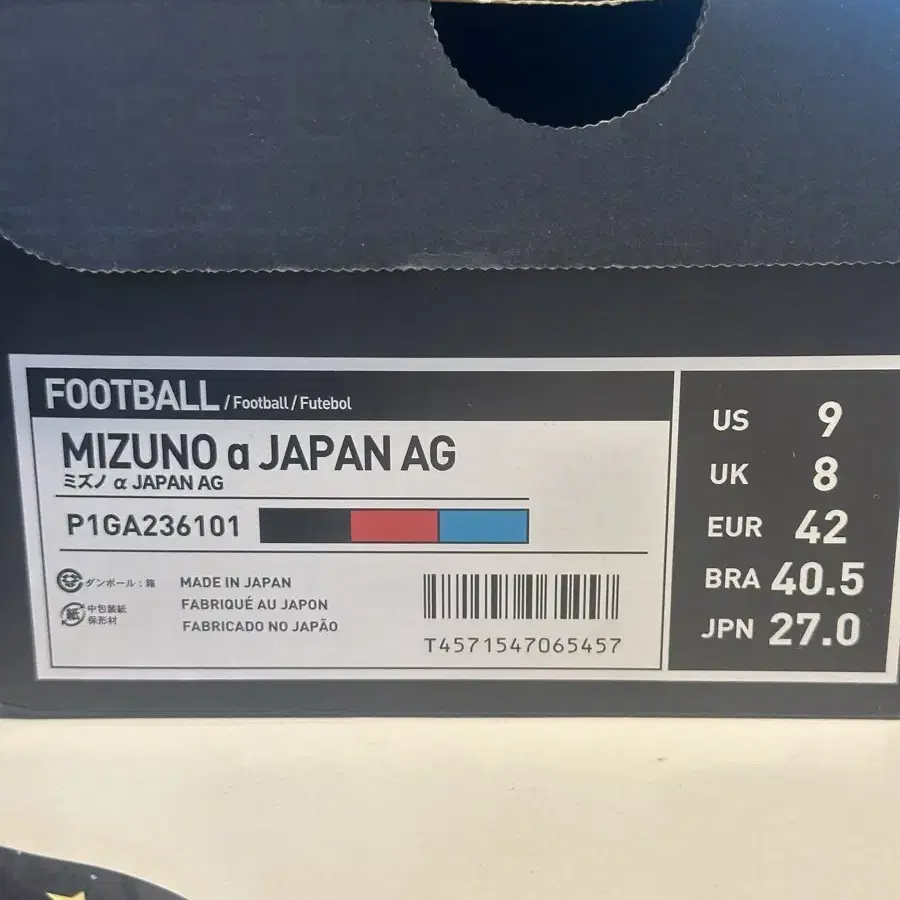 FOOTBALL / Football / Futebol
MIZUNO α JAPAN AG
ミズノ α JAPAN AG
P1GA236101
ダンボール：箱
紙
中包装紙
保形材
MADE IN JAPAN
FABRIQUÉ AU JAPON
FABRICADO NO JAPÃO
T4571547065457
US 9
UK 8
EUR 42
BRA 40.5
JPN 27.0